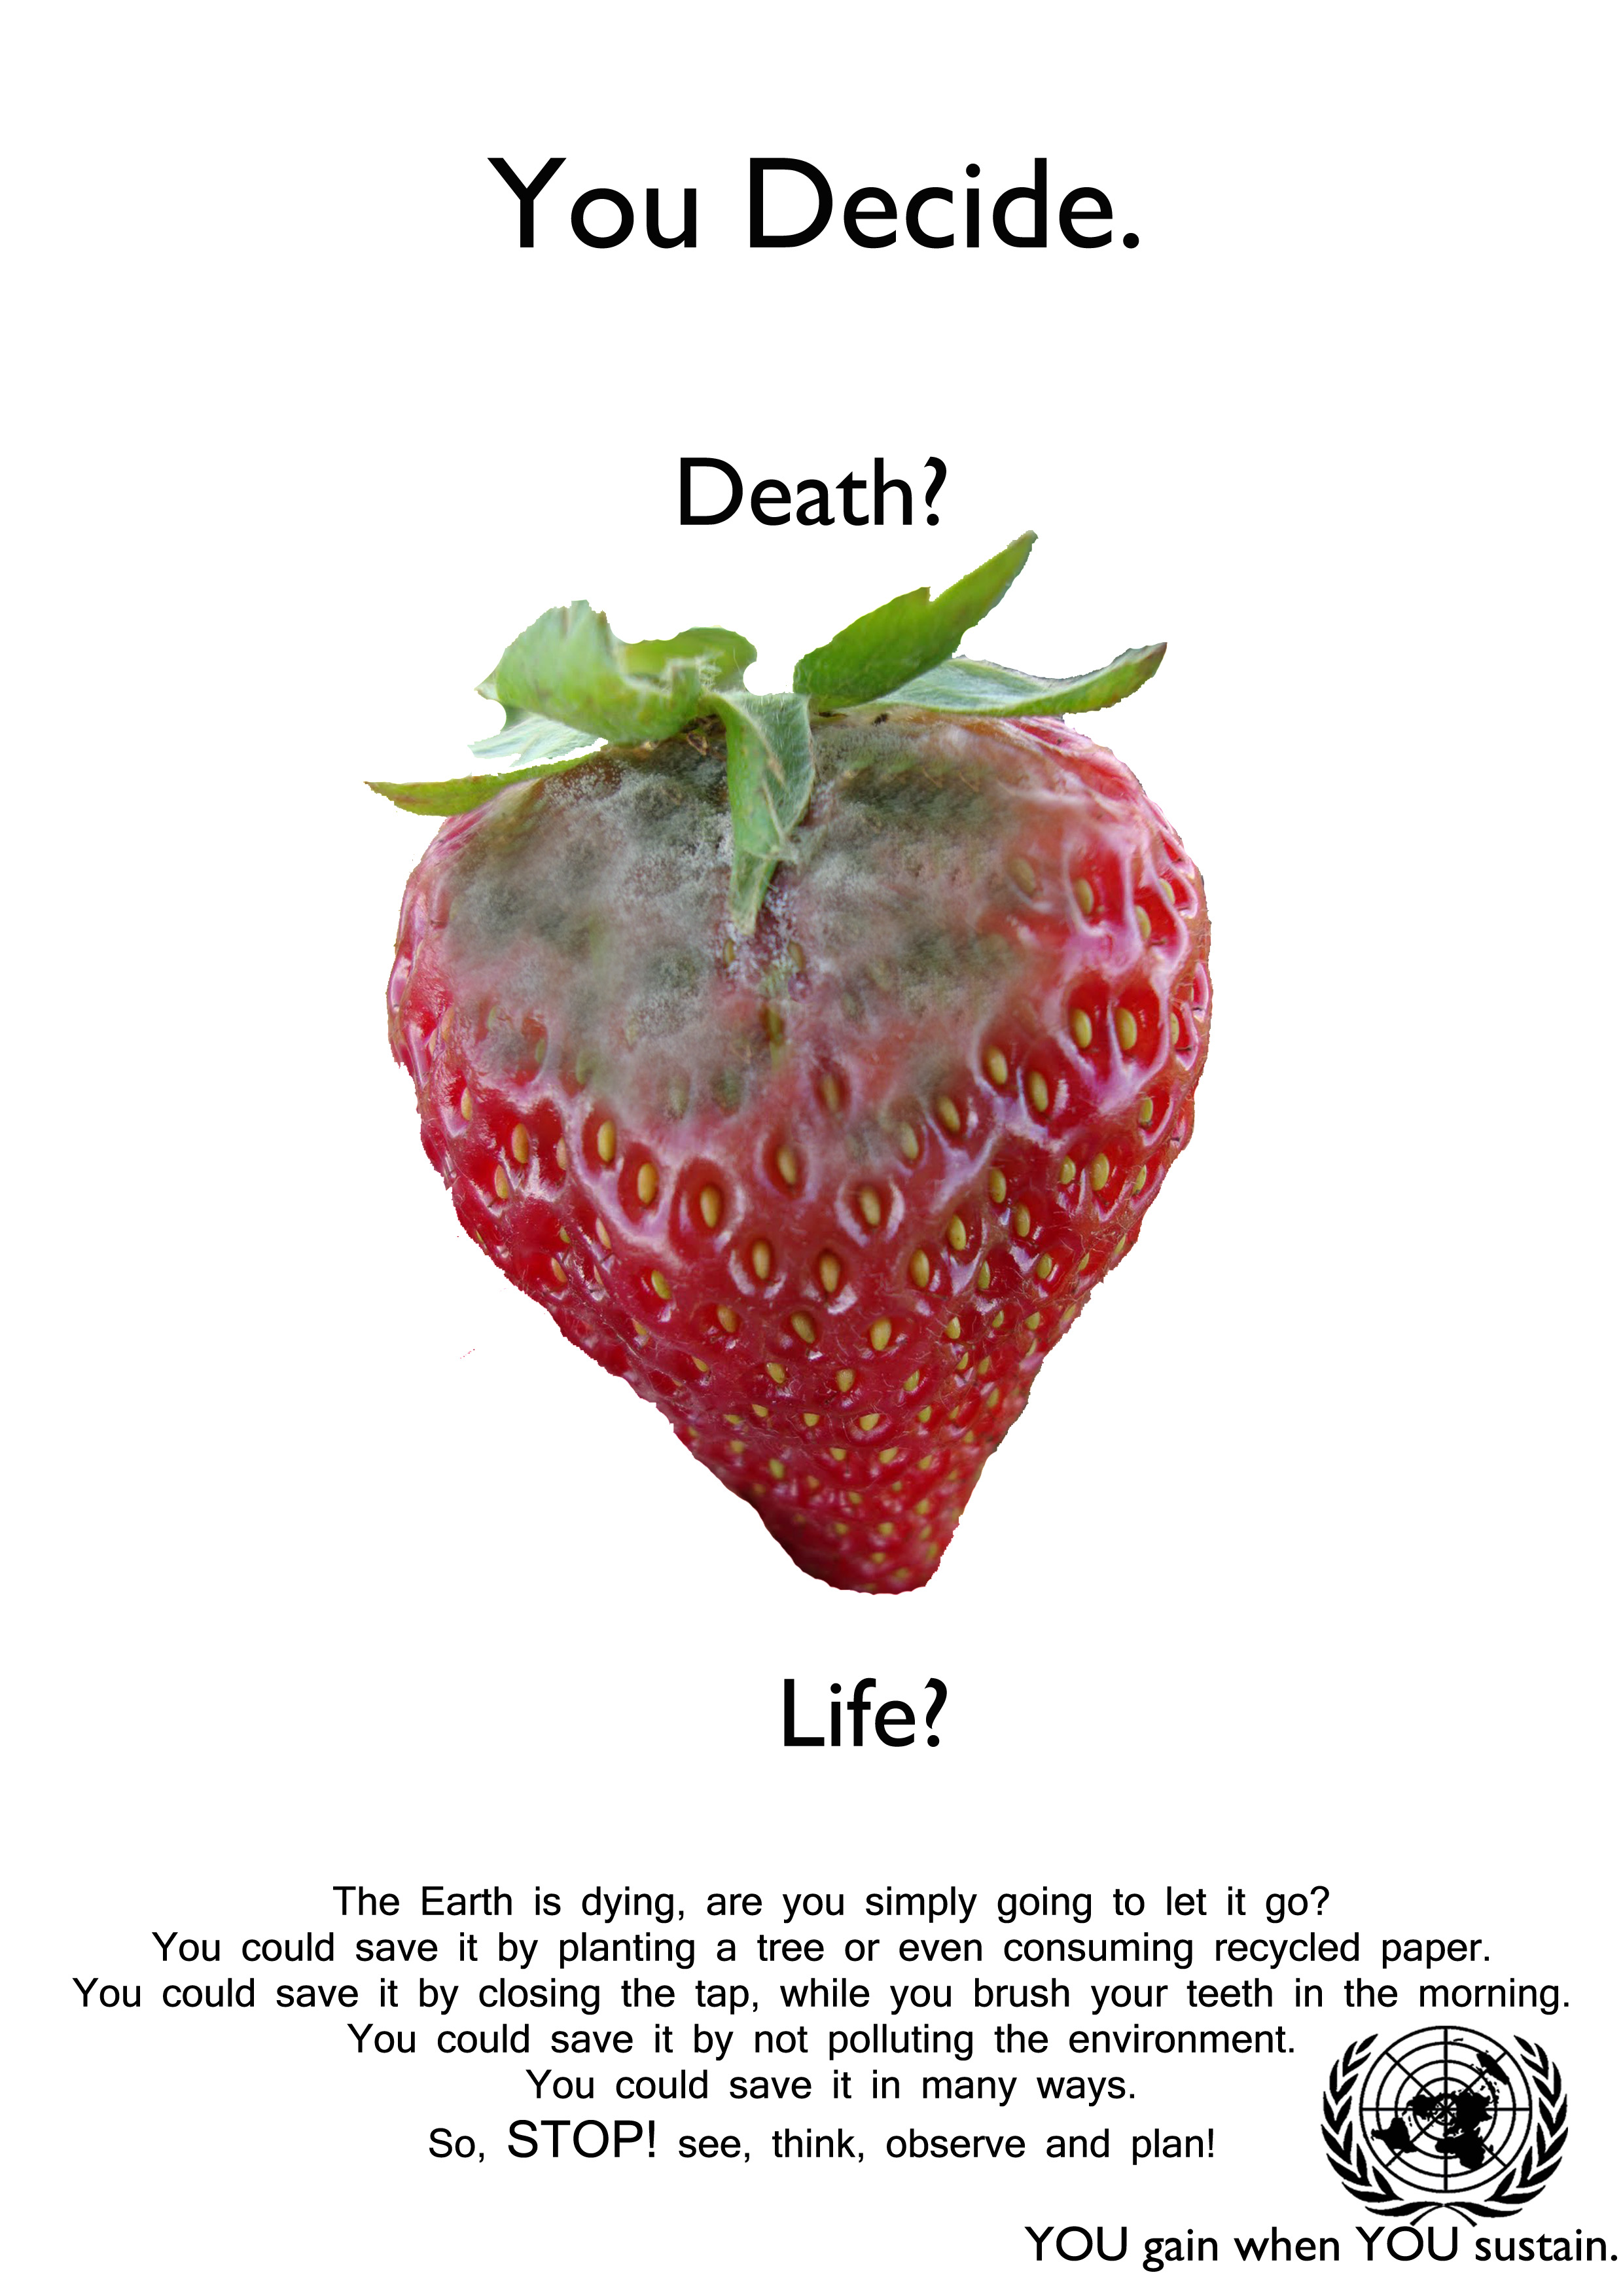 You Decide.
Death?
Life?
The Earth is dying, are you simply going to let it go?
You could save it by planting a tree or even consuming recycled paper.
You could save it by closing the tap, while you brush your teeth in the morning.
You could save it by not polluting the environment.
You could save it in many ways.
So, STOP! see, think, observe and plan!
YOU gain when YOU sustain.